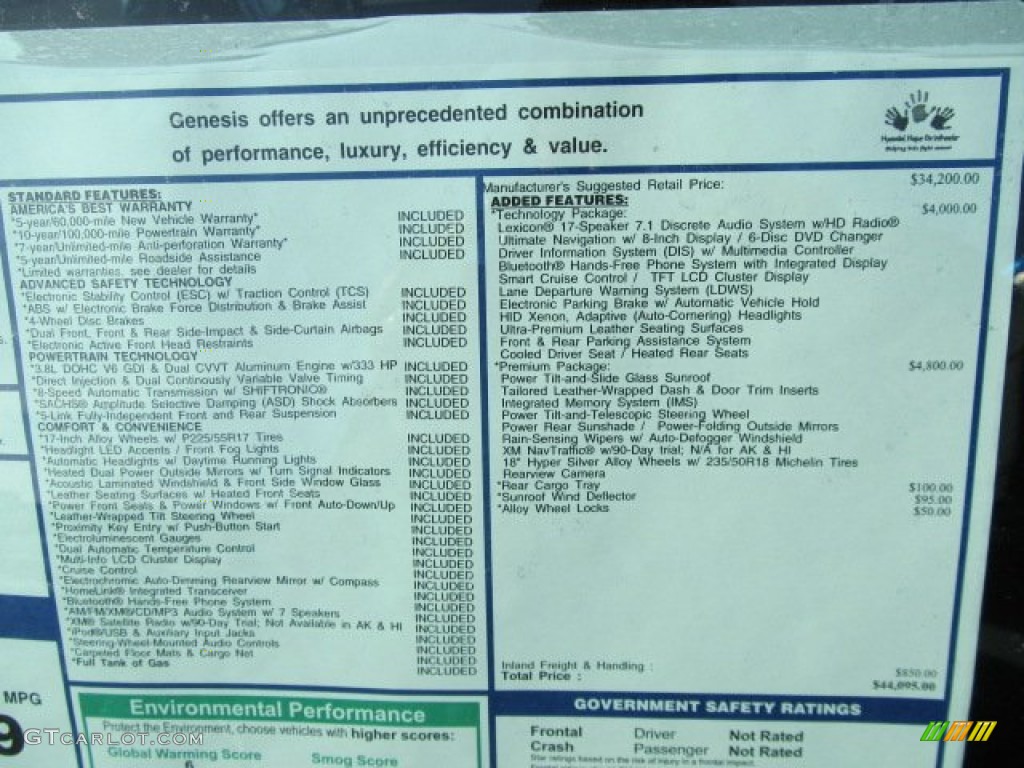 Genesis offers an unprecedented combination
of performance, luxury, efficiency & value.
STANDARD FEATURES:
AMERICA'S BEST WARRANTY
*5-year/60,000-mile New Vehicle Warranty* INCLUDED
*10-year/100,000-mile Powertrain Warranty* INCLUDED
*7-year/Unlimited-mile Anti-perforation Warranty* INCLUDED
*5-year/Unlimited-mile Roadside Assistance INCLUDED
*Limited warranties. see dealer for details
ADVANCED SAFETY TECHNOLOGY
*Electronic Stability Control (ESC) w/ Traction Control (TCS) INCLUDED
*ABS w/ Electronic Brake Force Distribution & Brake Assist INCLUDED
*4-Wheel Disc Brakes INCLUDED
*Dual Front, Front & Rear Side-Impact & Side-Curtain Airbags INCLUDED
*Electronic Active Front Head Restraints INCLUDED
POWERTRAIN TECHNOLOGY
*3.8L DOHC V6 GDI & Dual CVVT Aluminum Engine w/333 HP INCLUDED
*Direct Injection & Dual Continously Variable Valve Timing INCLUDED
*8-Speed Automatic Transmission w/ SHIFTRONIC® INCLUDED
*SACHS® Amplitude Selective Damping (ASD) Shock Absorbers INCLUDED
*5-Link Fully-Independent Front and Rear Suspension INCLUDED
COMFORT & CONVENIENCE
*17-Inch Alloy Wheels w/ P225/55R17 Tires INCLUDED
*Headlight LED Accents / Front Fog Lights INCLUDED
*Automatic Headlights w/ Daytime Running Lights INCLUDED
*Heated Dual Power Outside Mirrors w/ Turn Signal Indicators INCLUDED
*Acoustic Laminated Windshield & Front Side Window Glass INCLUDED
*Leather Seating Surfaces w/ Heated Front Seats INCLUDED
*Power Front Seats & Power Windows w/ Front Auto-Down/Up INCLUDED
*Leather-Wrapped Tilt Steering Wheel INCLUDED
*Proximity Key Entry w/ Push-Button Start INCLUDED
*Electroluminescent Gauges INCLUDED
*Dual Automatic Temperature Control INCLUDED
*Multi-Info LCD Cluster Display INCLUDED
*Cruise Control INCLUDED
*Electrochromic Auto-Dimming Rearview Mirror w/ Compass INCLUDED
*HomeLink® Integrated Transceiver INCLUDED
*Bluetooth® Hands-Free Phone System INCLUDED
*AM/FM/XM®/CD/MP3 Audio System w/ 7 Speakers INCLUDED
*XM® Satellite Radio w/90-Day Trial; Not Available in AK & HI INCLUDED
*iPod®/USB & Auxiliary Input Jacks INCLUDED
*Steering-Wheel-Mounted Audio Controls INCLUDED
*Carpeted Floor Mats & Cargo Net INCLUDED
*Full Tank of Gas INCLUDED
Manufacturer's Suggested Retail Price: $34,200.00
ADDED FEATURES:
*Technology Package: $4,000.00
Lexicon® 17-Speaker 7.1 Discrete Audio System w/HD Radio®
Ultimate Navigation w/ 8-Inch Display / 6-Disc DVD Changer
Driver Information System (DIS) w/ Multimedia Controller
Bluetooth® Hands-Free Phone System with Integrated Display
Smart Cruise Control / TFT LCD Cluster Display
Lane Departure Warning System (LDWS)
Electronic Parking Brake w/ Automatic Vehicle Hold
HID Xenon, Adaptive (Auto-Cornering) Headlights
Ultra-Premium Leather Seating Surfaces
Front & Rear Parking Assistance System
Cooled Driver Seat / Heated Rear Seats
*Premium Package: $4,800.00
Power Tilt-and-Slide Glass Sunroof
Tailored Leather-Wrapped Dash & Door Trim Inserts
Integrated Memory System (IMS)
Power Tilt-and-Telescopic Steering Wheel
Power Rear Sunshade / Power-Folding Outside Mirrors
Rain-Sensing Wipers w/ Auto-Defogger Windshield
XM NavTraffic® w/90-Day trial; N/A for AK & HI
18" Hyper Silver Alloy Wheels w/ 235/50R18 Michelin Tires
Rearview Camera
*Rear Cargo Tray $100.00
*Sunroof Wind Deflector $95.00
*Alloy Wheel Locks $50.00
Inland Freight & Handling : $850.00
Total Price : $44,095.00
MPG
9
Environmental Performance
Protect the Environment, choose vehicles with higher scores:
Global Warming Score Smog Score
GOVERNMENT SAFETY RATINGS
Frontal Driver Not Rated
Crash Passenger Not Rated
Star ratings based on the risk of injury in a frontal impact.
GTcarlot.com